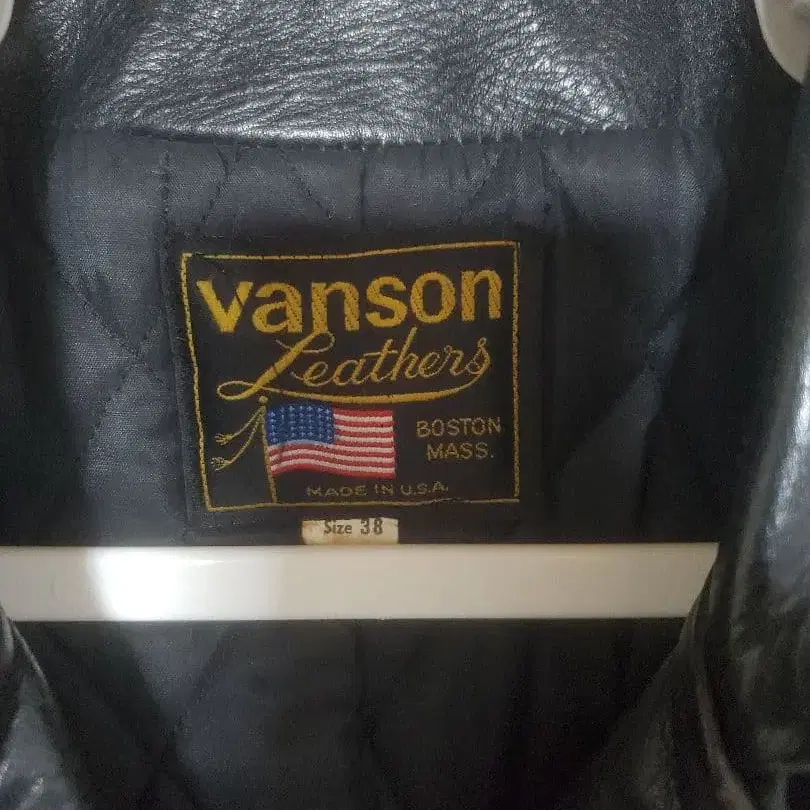 vanson
Leathers
BOSTON
MASS.
MADE IN U.S.A.
Size 38